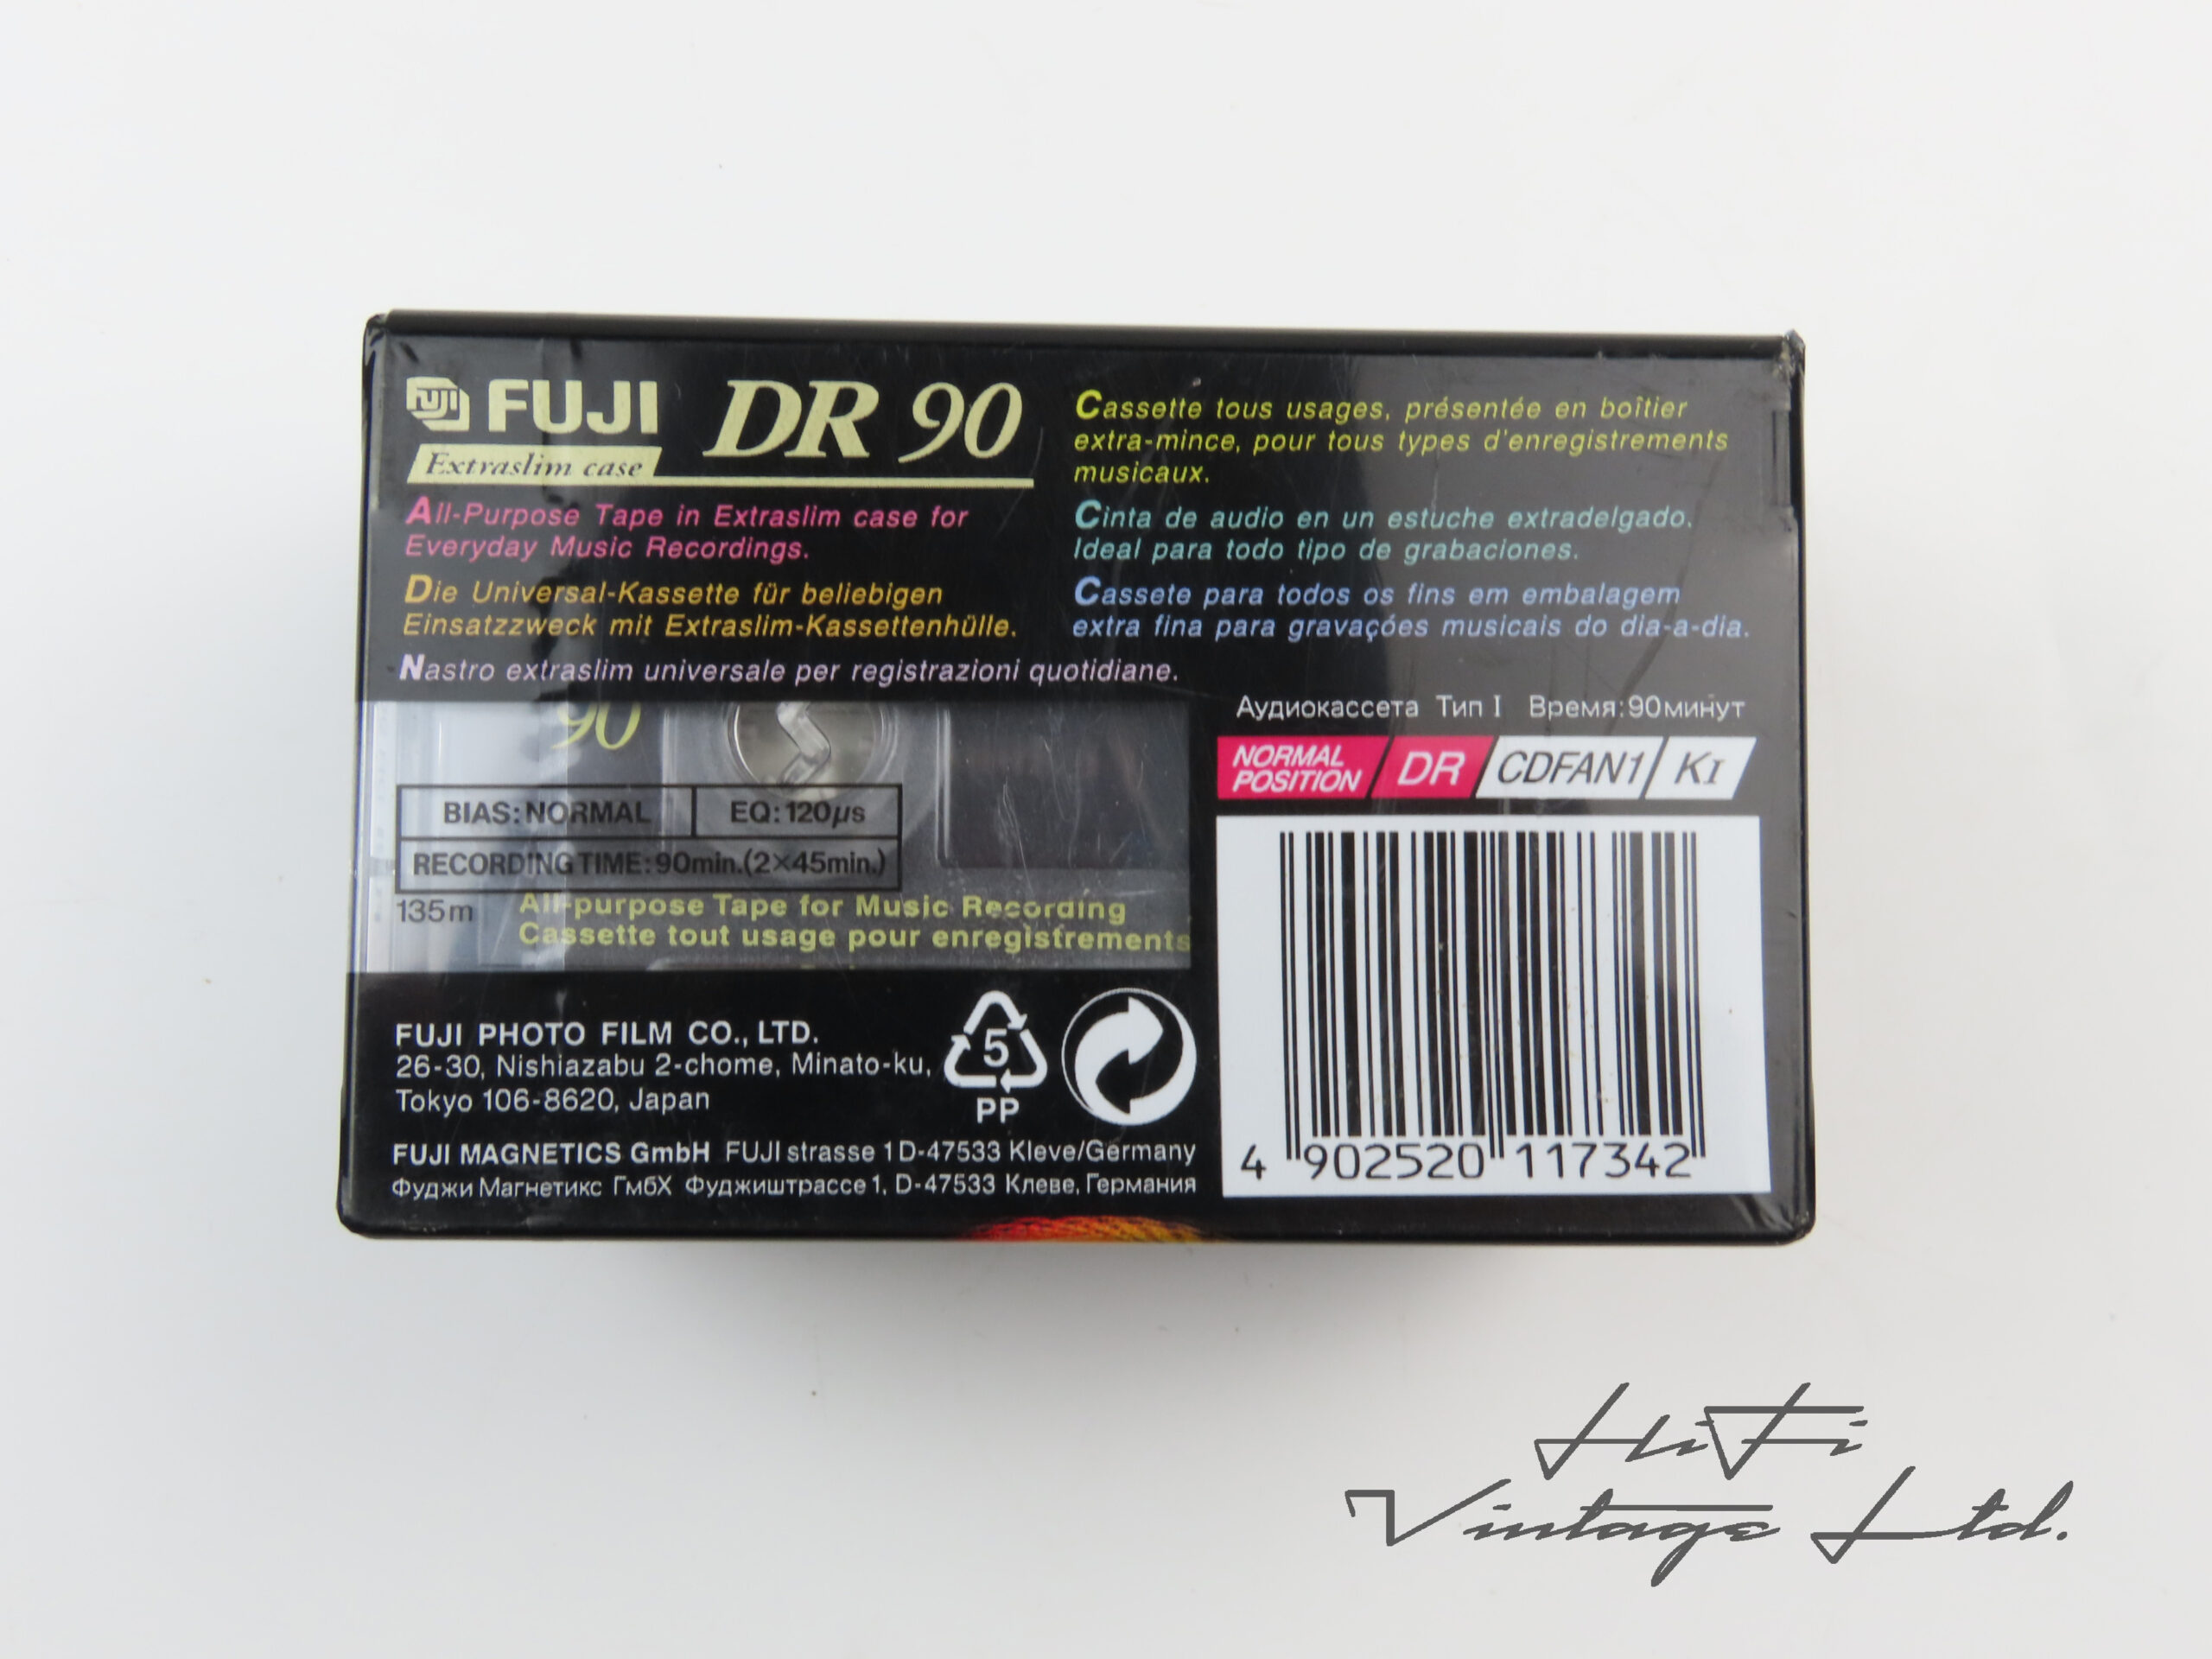 FUJI FUJI DR 90
Extraslim case
All-Purpose Tape in Extraslim case for
Everyday Music Recordings.
Die Universal-Kassette für beliebigen
Einsatzzweck mit Extraslim-Kassettenhülle.
Nastro extraslim universale per registrazioni quotidiane.
Cassette tous usages, présentée en boîtier
extra-mince, pour tous types d'enregistrements
musicaux.
Cinta de audio en un estuche extradelgado.
Ideal para todo tipo de grabaciones.
Cassete para todos os fins em embalagem
extra fina para gravações musicais do dia-a-dia.
Аудиокассета Тип I Время:90минут
NORMAL
POSITION DR CDFAN1 KI
90
BIAS:NORMAL EQ:120µs
RECORDING TIME:90min.(2×45min.)
135m
All-purpose Tape for Music Recording
Cassette tout usage pour enregistrements
FUJI PHOTO FILM CO., LTD.
26-30, Nishiazabu 2-chome, Minato-ku,
Tokyo 106-8620, Japan
5
PP
FUJI MAGNETICS GmbH FUJI strasse 1 D-47533 Kleve/Germany
Фуджи Магнетикс ГмбХ Фуджиштрассе 1, D-47533 Клеве, Германия
4 902520 117342
HiFi
Vintage Ltd.